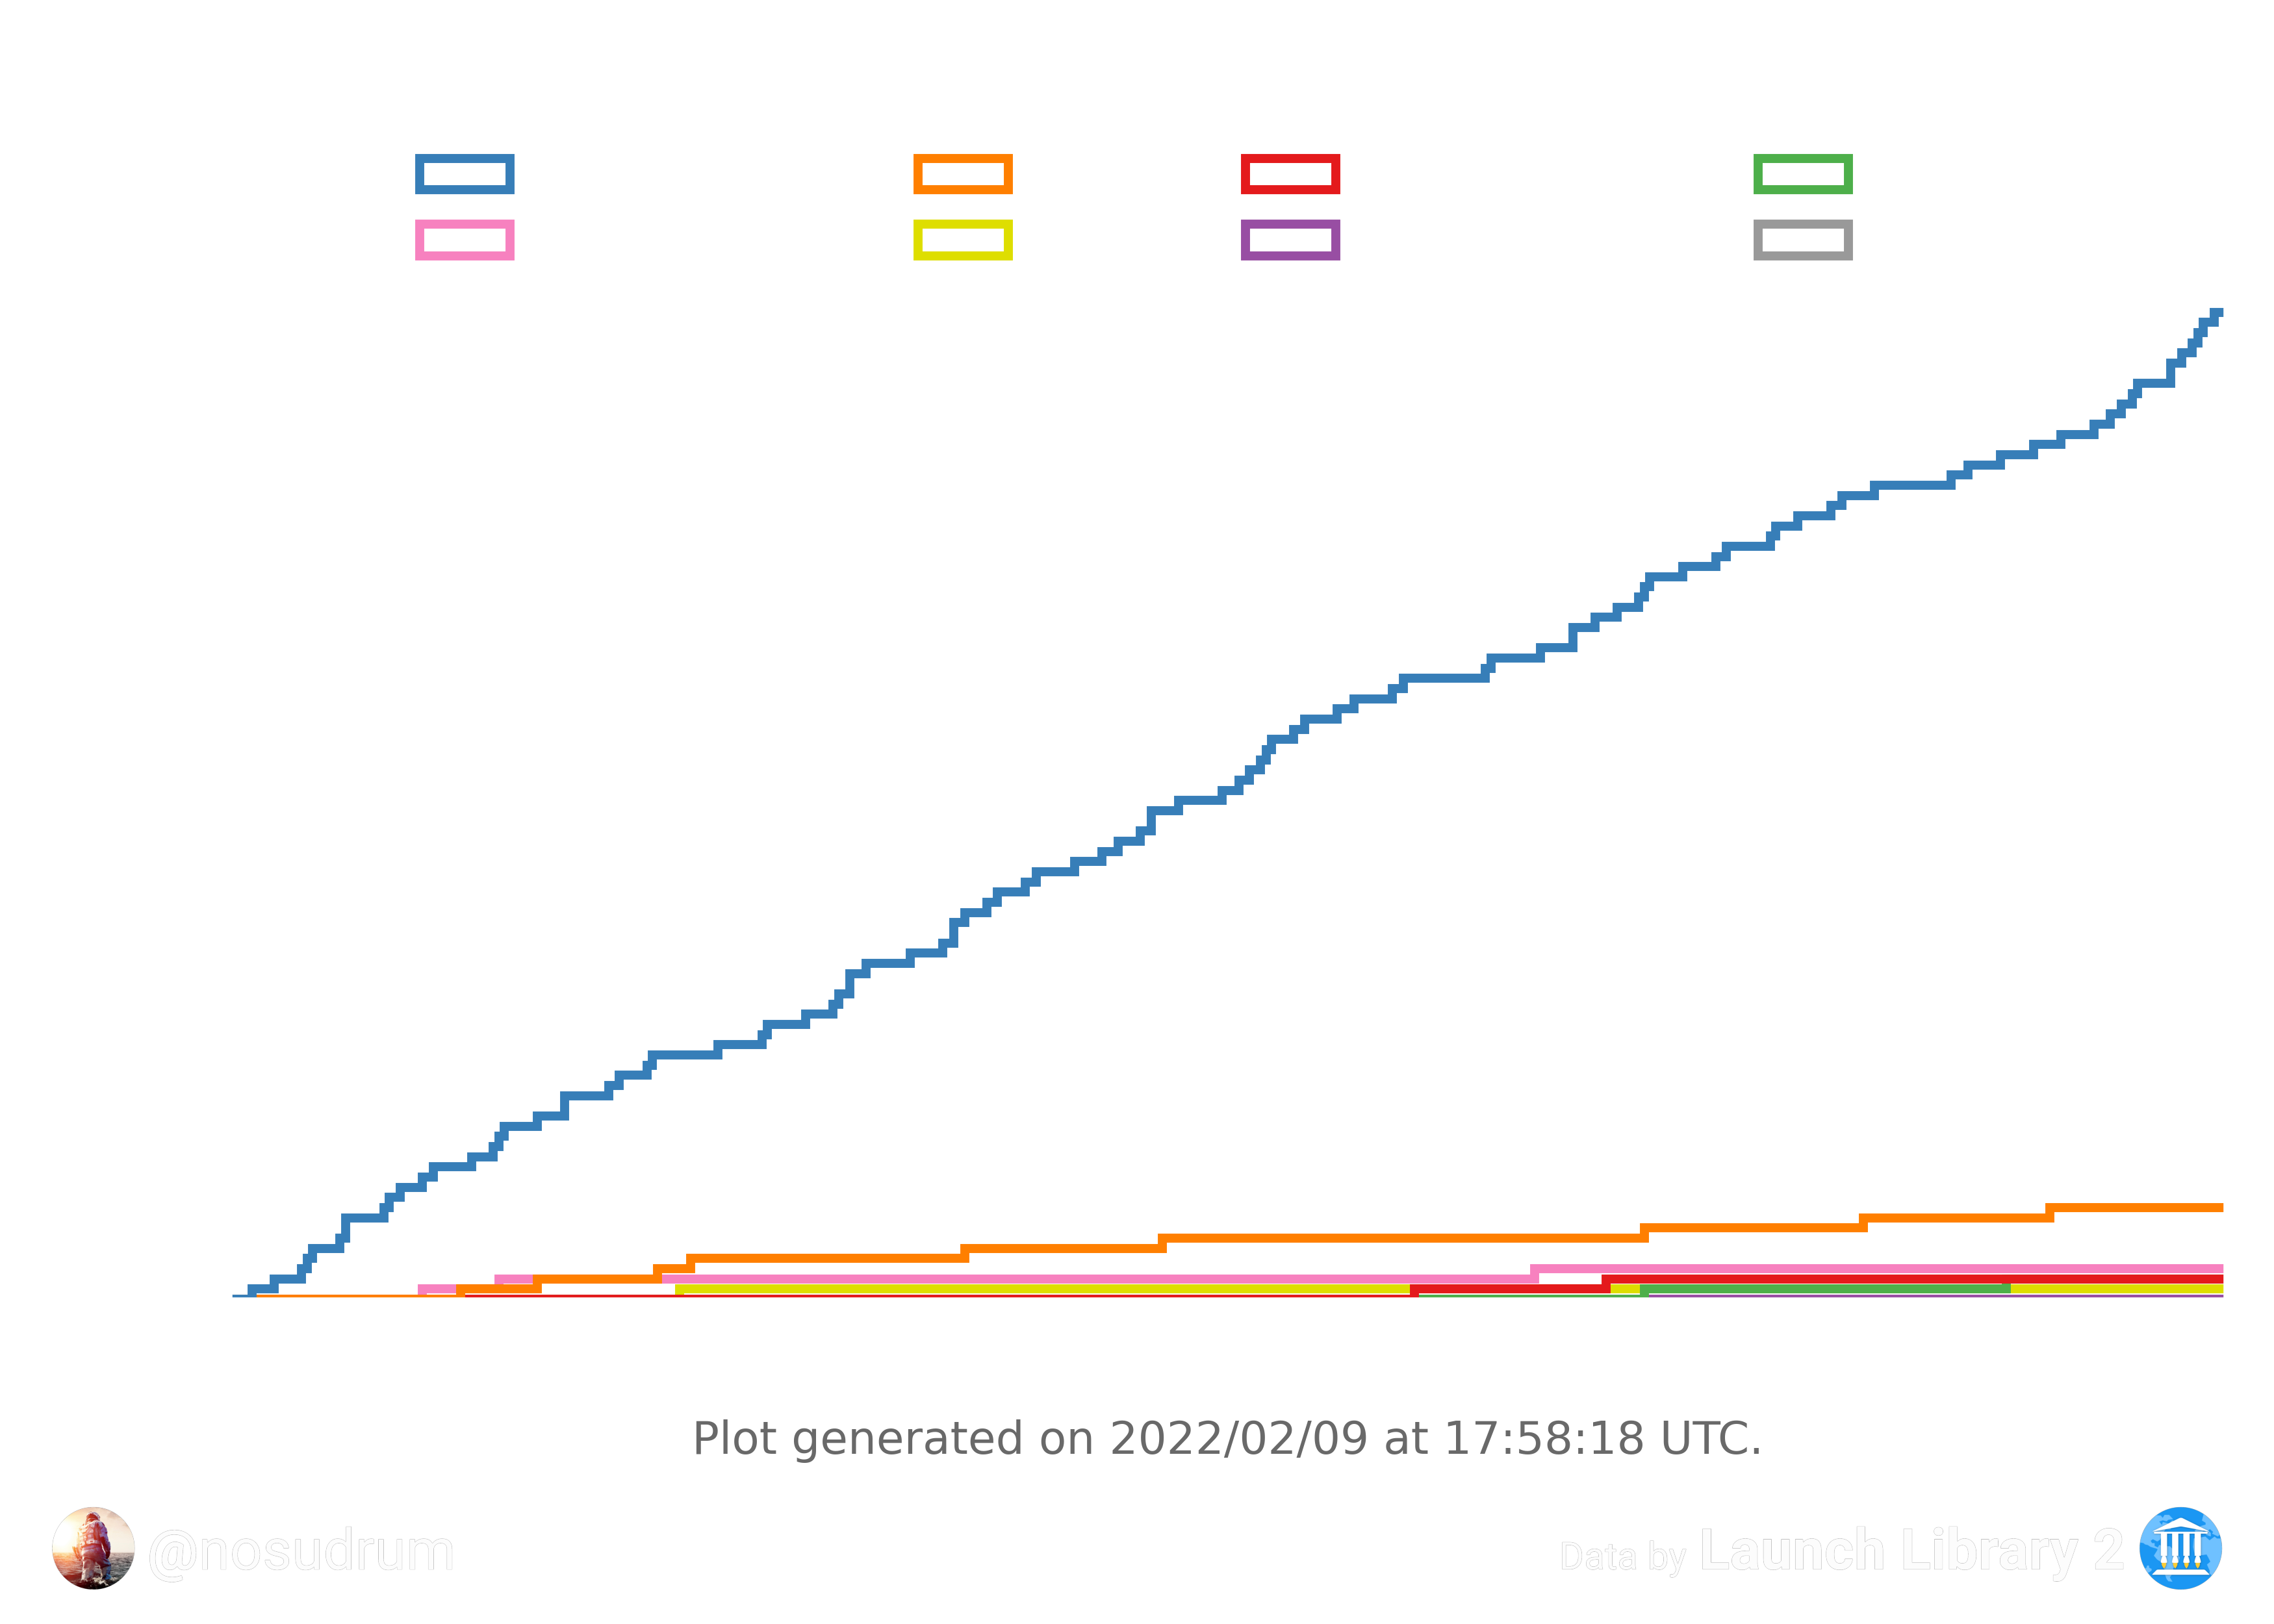 Plot generated on 2022/02/09 at 17:58:18 UTC.
@nosudrum
Data by Launch Library 2